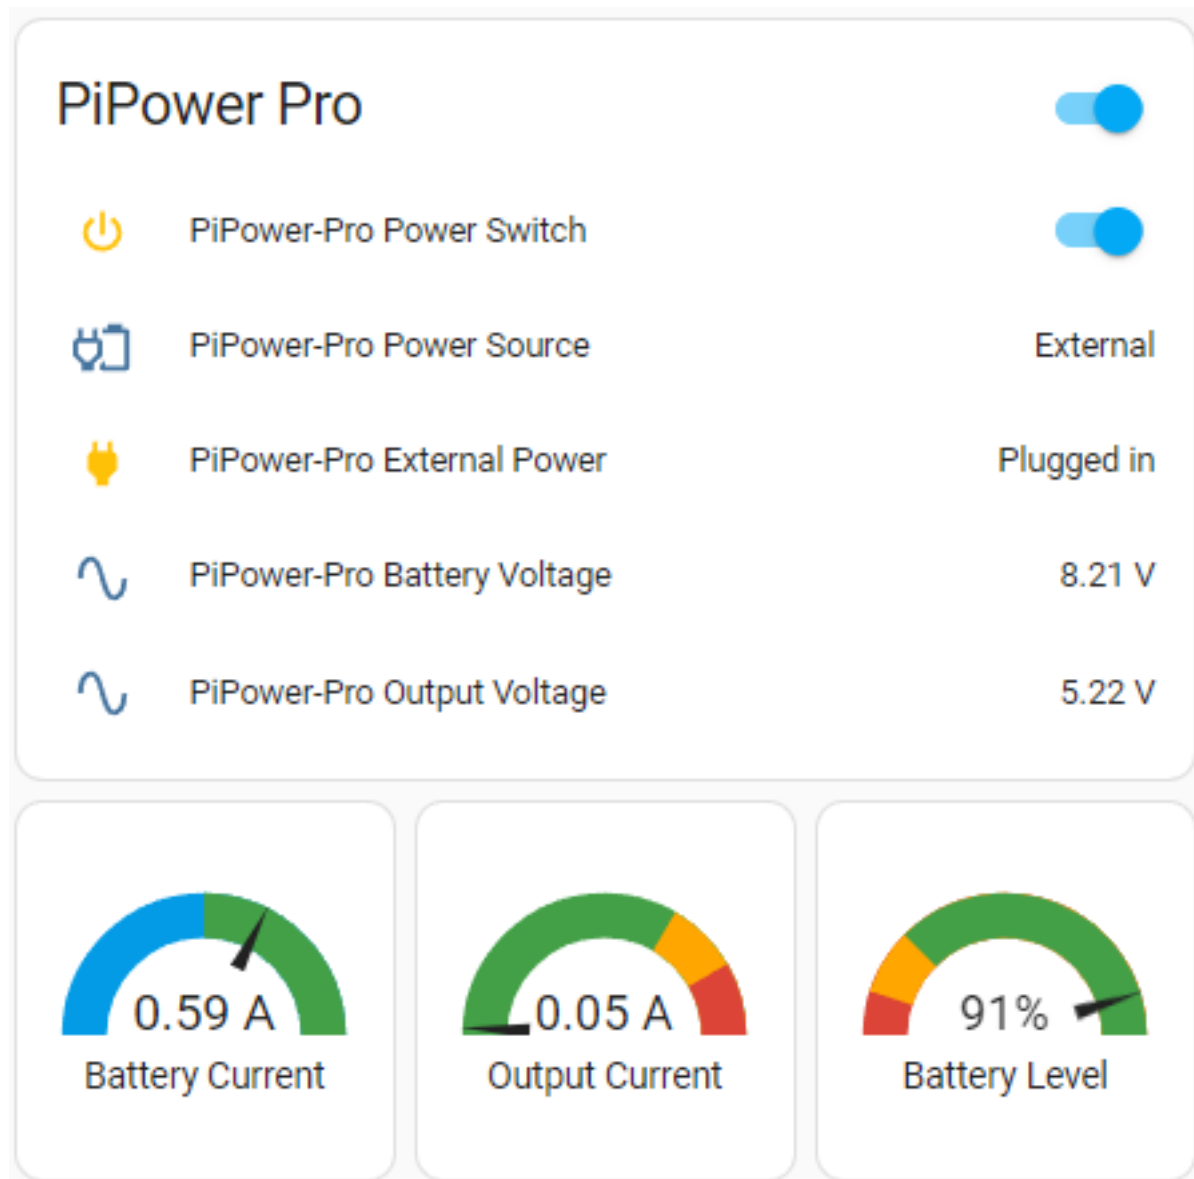 PiPower Pro
PiPower-Pro Power Switch
PiPower-Pro Power Source External
PiPower-Pro External Power Plugged in
PiPower-Pro Battery Voltage 8.21 V
PiPower-Pro Output Voltage 5.22 V
0.59 A
Battery Current
0.05 A
Output Current
91%
Battery Level